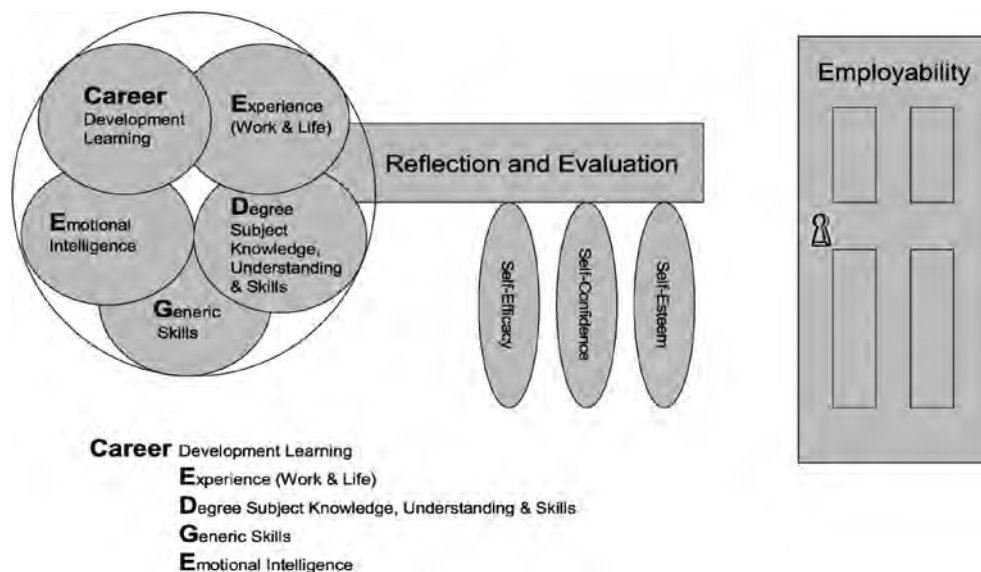 Career
Development
Learning
Experience
(Work & Life)
Emotional
Intelligence
Degree
Subject
Knowledge,
Understanding
& Skills
Generic
Skills
Reflection and Evaluation
Self-Efficacy
Self-Confidence
Self-Esteem
Employability
Career Development Learning
Experience (Work & Life)
Degree Subject Knowledge, Understanding & Skills
Generic Skills
Emotional Intelligence